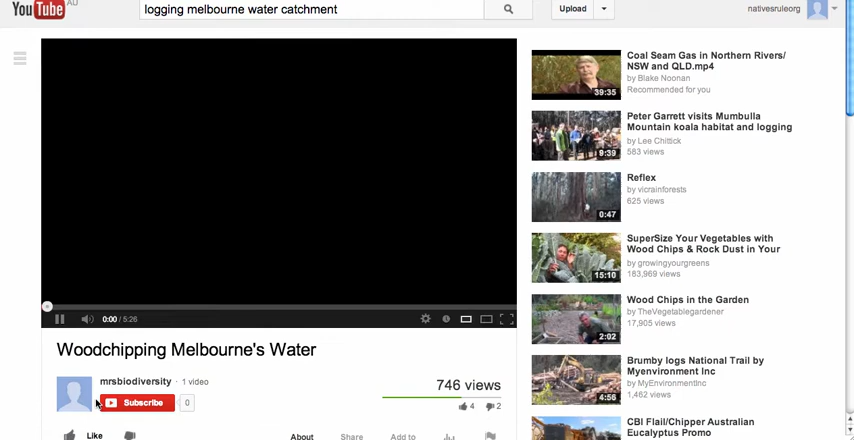 YouTube AU
logging melbourne water catchment
Upload
nativesruleorg
Coal Seam Gas in Northern Rivers/
NSW and QLD.mp4
by Blake Noonan
Recommended for you
39:35
Peter Garrett visits Mumbulla
Mountain koala habitat and logging
by Lee Chittick
583 views
9:39
Reflex
by vicrainforests
625 views
0:47
SuperSize Your Vegetables with
Wood Chips & Rock Dust in Your
by growingyourgreens
183,969 views
15:10
Wood Chips in the Garden
by TheVegetablegardener
17,905 views
2:02
Brumby logs National Trail by
Myenvironment Inc
by MyEnvironmentInc
1,462 views
4:56
CBI Flail/Chipper Australian
Eucalyptus Promo
0:00 / 5:26
Woodchipping Melbourne's Water
mrsbiodiversity · 1 video
Subscribe 0
746 views
4 2
Like
About Share Add to